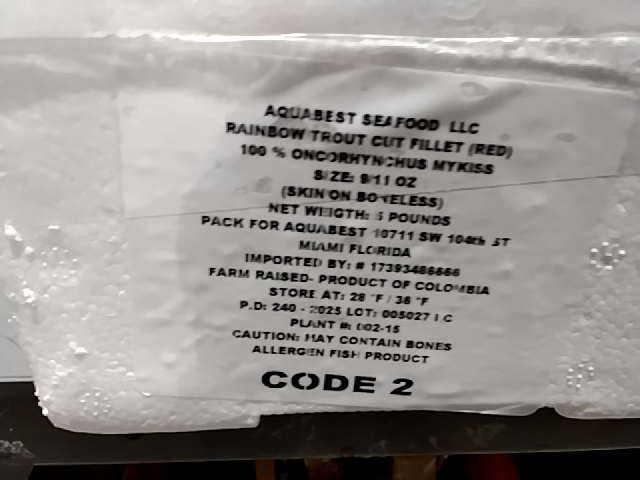 AQUABEST SEAFOOD LLC
RAINBOW TROUT CUT FILLET (RED)
100 % ONCORHYNCHUS MYKISS
SIZE: 9/11 OZ
(SKIN ON BONELESS)
NET WEIGTH: 5 POUNDS
PACK FOR AQUABEST 10711 SW 104th ST
MIAMI FLORIDA
IMPORTED BY: # 17393486666
FARM RAISED- PRODUCT OF COLOMBIA
STORE AT: 28 °F / 36 °F
P.D: 240 - 2025 LOT: 005027 1 C
PLANT #: 002-15
CAUTION: MAY CONTAIN BONES
ALLERGEN FISH PRODUCT
CODE 2